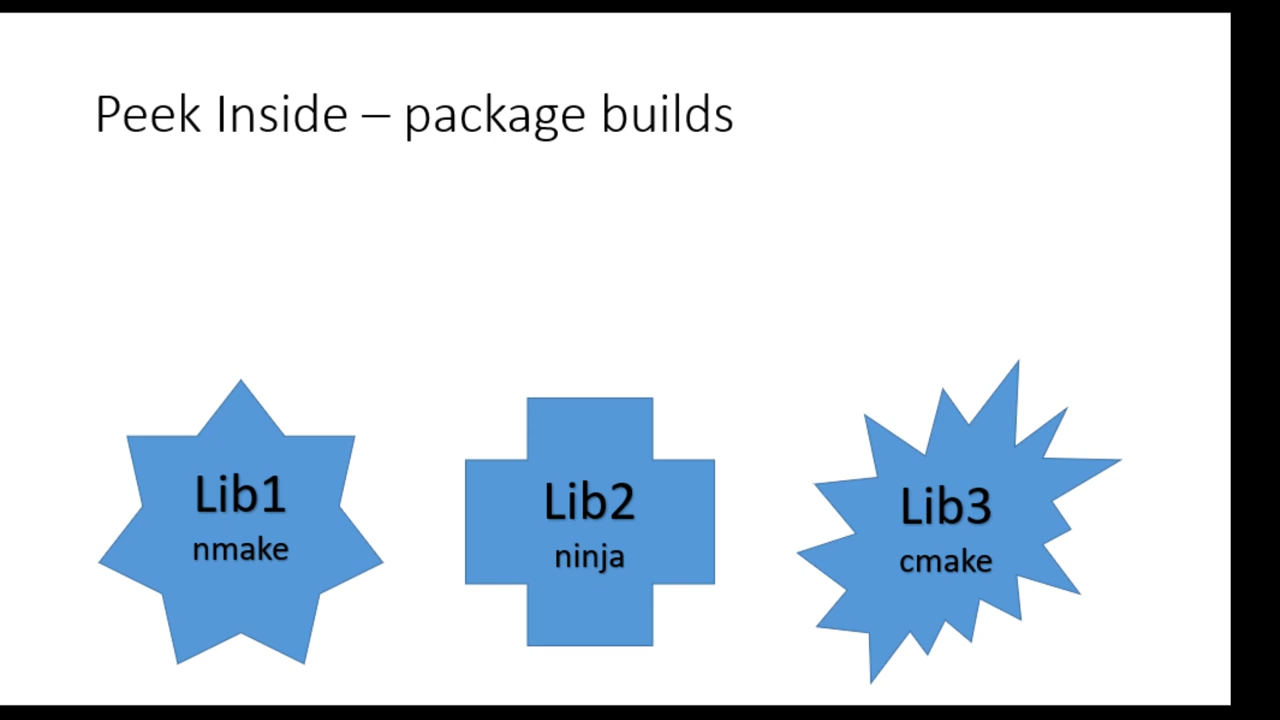 Peek Inside – package builds
Lib1
nmake
Lib2
ninja
Lib3
cmake